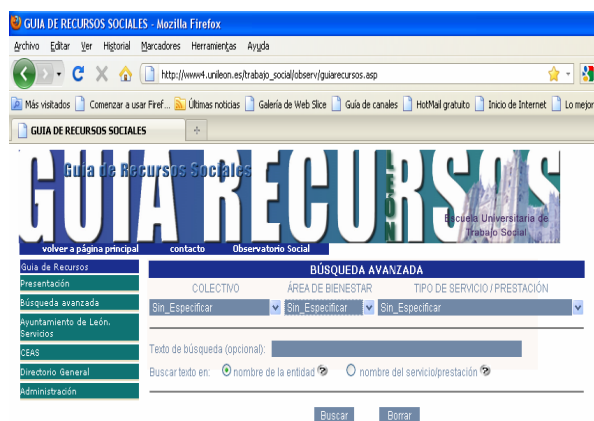 GUIA DE RECURSOS SOCIALES - Mozilla Firefox
Archivo Editar Ver Historial Marcadores Herramientas Ayuda
http://www4.unileon.es/trabajo_social/observ/guiarecursos.asp
Más visitados Comenzar a usar Firef... Últimas noticias Galería de Web Slice Guía de canales HotMail gratuito Inicio de Internet Lo mejor
GUIA DE RECURSOS SOCIALES
GUIA RECURSOS
Guia de Recursos Sociales
LEÓN
Escuela Universitaria de
Trabajo Social
volver a página principal contacto Observatorio Social
Guia de Recursos
Presentación
Búsqueda avanzada
Ayuntamiento de León.
Servicios
CEAS
Directorio General
Administración
BÚSQUEDA AVANZADA
COLECTIVO ÁREA DE BIENESTAR TIPO DE SERVICIO / PRESTACIÓN
Sin_Especificar Sin_Especificar Sin_Especificar
Texto de búsqueda (opcional):
Buscar texto en: nombre de la entidad nombre del servicio/prestación
Buscar Borrar